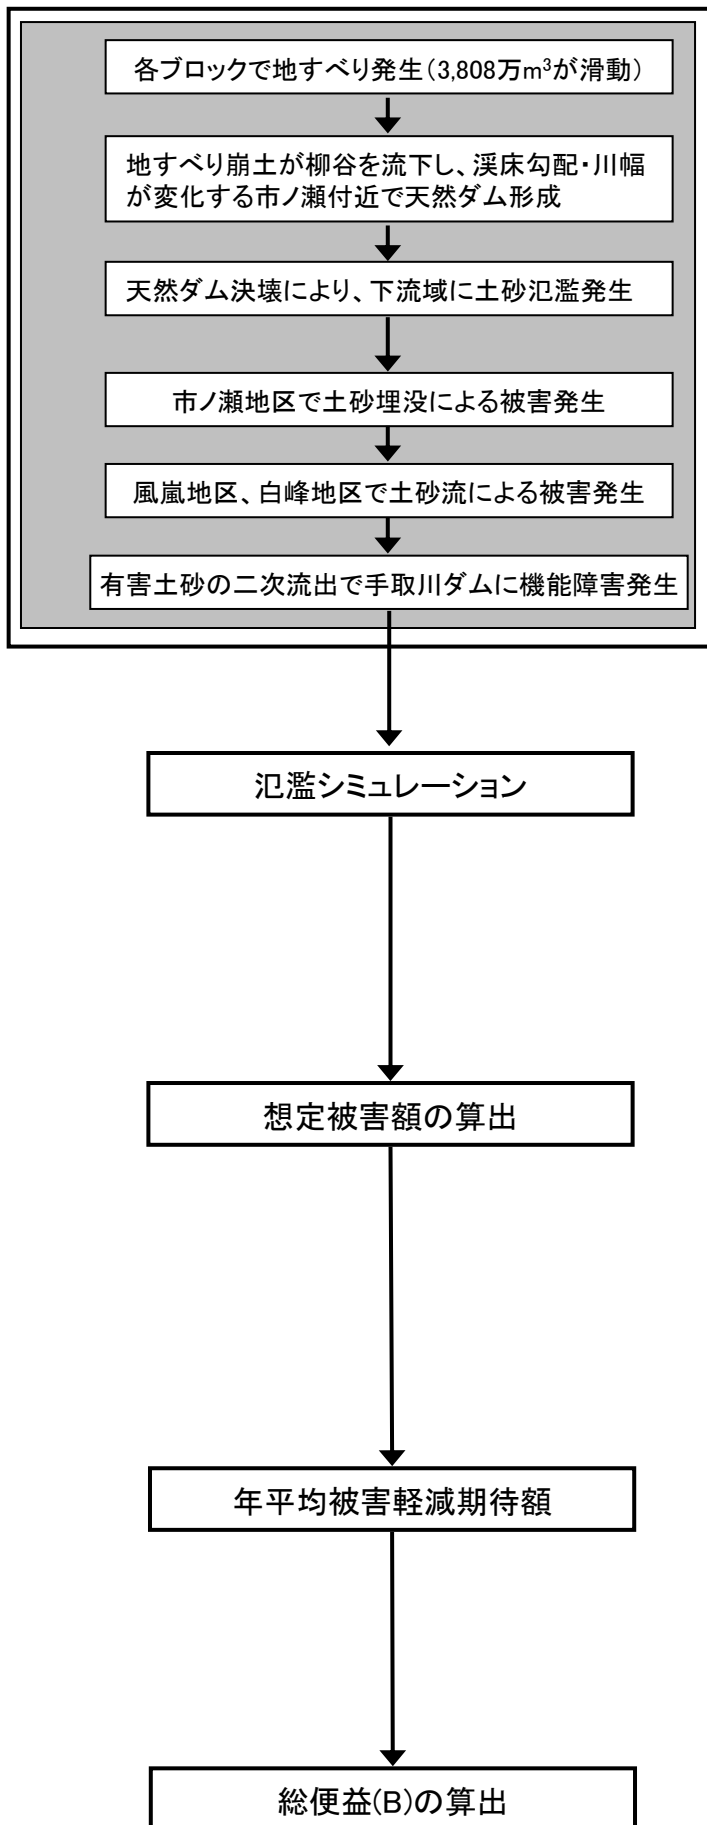 各ブロックで地すべり発生(3,808万m³が滑動)
地すべり崩土が柳谷を流下し、渓床勾配・川幅
が変化する市ノ瀬付近で天然ダム形成
天然ダム決壊により、下流域に土砂氾濫発生
市ノ瀬地区で土砂埋没による被害発生
風嵐地区、白峰地区で土砂流による被害発生
有害土砂の二次流出で手取川ダムに機能障害発生
氾濫シミュレーション
想定被害額の算出
年平均被害軽減期待額
総便益(B)の算出